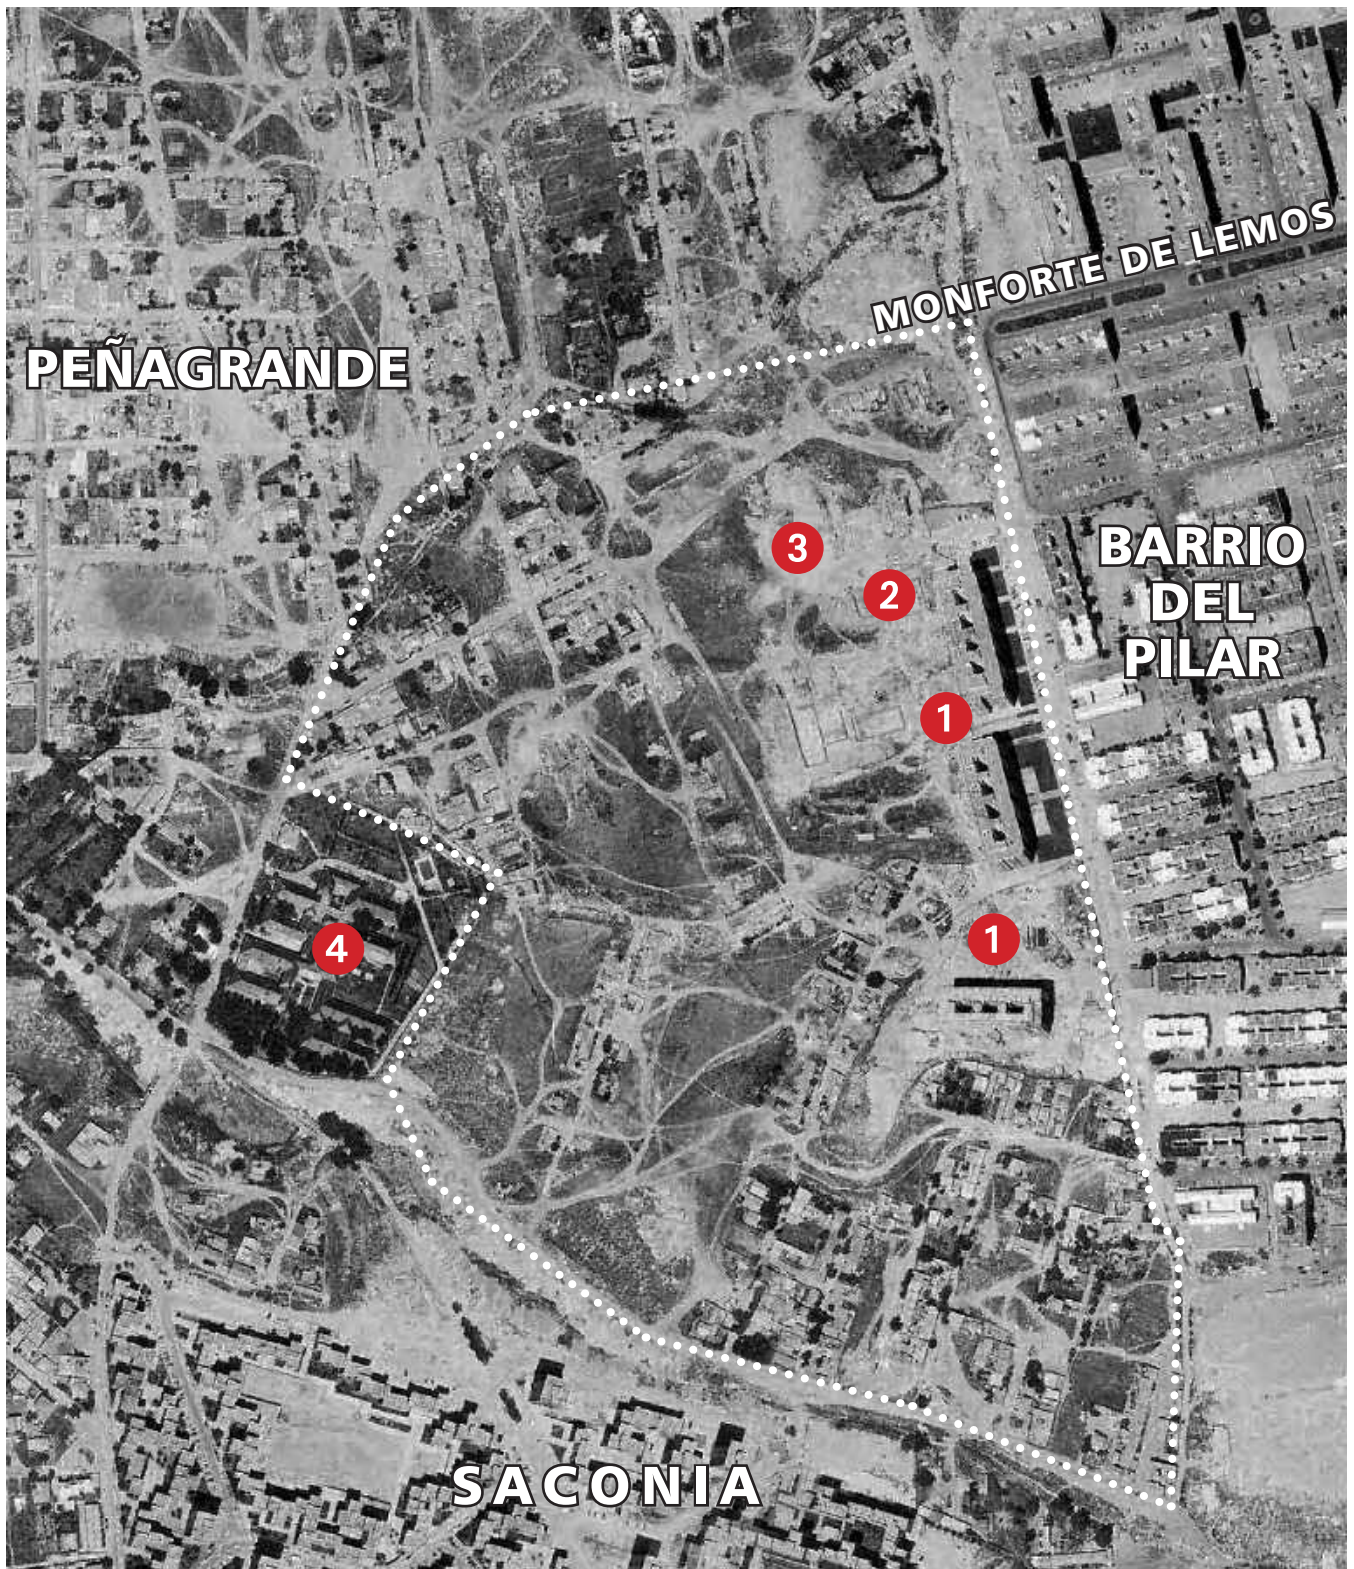 MONFORTE DE LEMOS
PEÑAGRANDE
BARRIO
DEL
PILAR
3
2
1
4
1
SACONIA